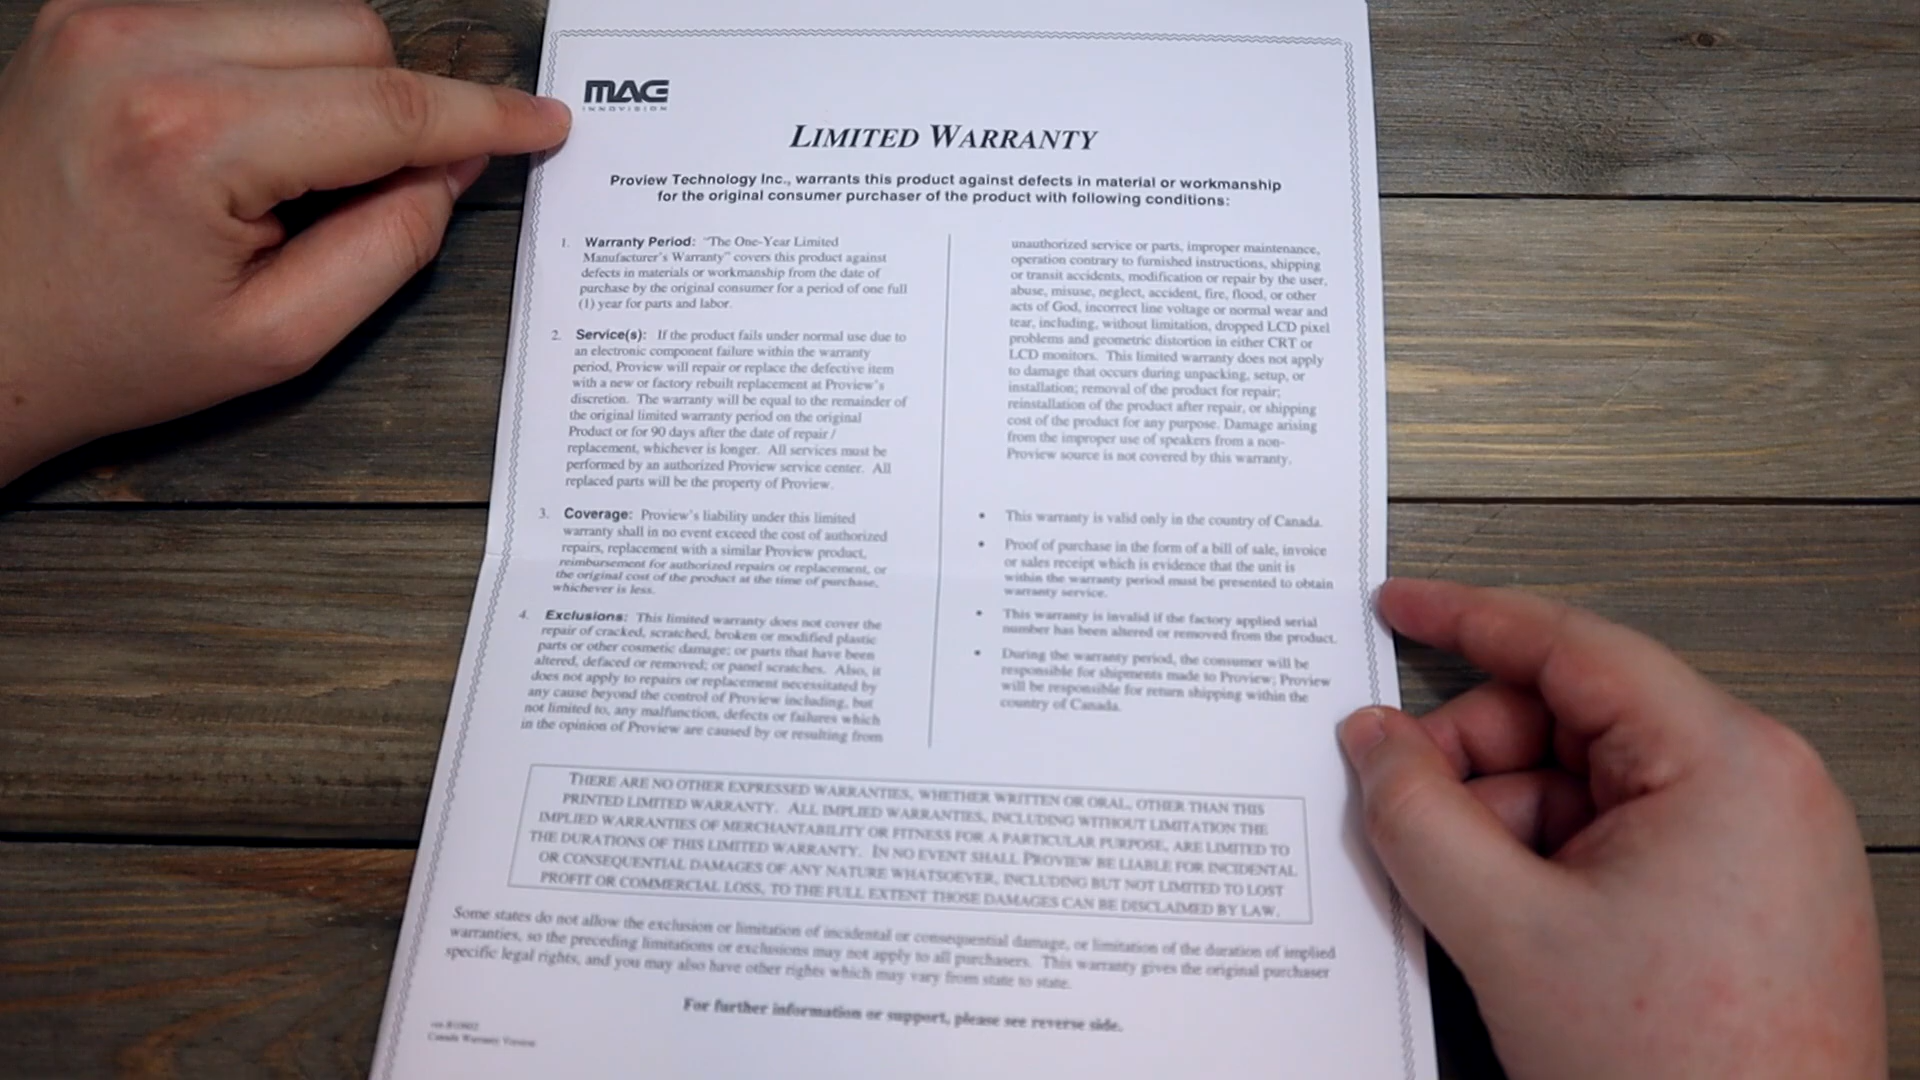 MAG
INNOVISION
LIMITED WARRANTY
Proview Technology Inc., warrants this product against defects in material or workmanship
for the original consumer purchaser of the product with following conditions:
1. Warranty Period: "The One-Year Limited
Manufacturer's Warranty" covers this product against
defects in materials or workmanship from the date of
purchase by the original consumer for a period of one full
(1) year for parts and labor.
2. Service(s): If the product fails under normal use due to
an electronic component failure within the warranty
period, Proview will repair or replace the defective item
with a new or factory rebuilt replacement at Proview's
discretion. The warranty will be equal to the remainder of
the original limited warranty period on the original
Product or for 90 days after the date of repair /
replacement, whichever is longer. All services must be
performed by an authorized Proview service center. All
replaced parts will be the property of Proview.
3. Coverage: Proview's liability under this limited
warranty shall in no event exceed the cost of authorized
repairs, replacement with a similar Proview product,
reimbursement for authorized repairs or replacement, or
the original cost of the product at the time of purchase,
whichever is less.
4. Exclusions: This limited warranty does not cover the
repair of cracked, scratched, broken or modified plastic
parts or other cosmetic damage; or parts that have been
altered, defaced or removed; or panel scratches. Also, it
does not apply to repairs or replacement necessitated by
any cause beyond the control of Proview including, but
not limited to, any malfunction, defects or failures which
in the opinion of Proview are caused by or resulting from
unauthorized service or parts, improper maintenance,
operation contrary to furnished instructions, shipping
or transit accidents, modification or repair by the user,
abuse, misuse, neglect, accident, fire, flood, or other
acts of God, incorrect line voltage or normal wear and
tear, including, without limitation, dropped LCD pixel
problems and geometric distortion in either CRT or
LCD monitors. This limited warranty does not apply
to damage that occurs during unpacking, setup, or
installation; removal of the product for repair;
reinstallation of the product after repair, or shipping
cost of the product for any purpose. Damage arising
from the improper use of speakers from a non-
Proview source is not covered by this warranty.
• This warranty is valid only in the country of Canada.
• Proof of purchase in the form of a bill of sale, invoice
or sales receipt which is evidence that the unit is
within the warranty period must be presented to obtain
warranty service.
• This warranty is invalid if the factory applied serial
number has been altered or removed from the product.
• During the warranty period, the consumer will be
responsible for shipments made to Proview; Proview
will be responsible for return shipping within the
country of Canada.
THERE ARE NO OTHER EXPRESSED WARRANTIES, WHETHER WRITTEN OR ORAL, OTHER THAN THIS
PRINTED LIMITED WARRANTY. ALL IMPLIED WARRANTIES, INCLUDING WITHOUT LIMITATION THE
IMPLIED WARRANTIES OF MERCHANTABILITY OR FITNESS FOR A PARTICULAR PURPOSE, ARE LIMITED TO
THE DURATIONS OF THIS LIMITED WARRANTY. IN NO EVENT SHALL PROVIEW BE LIABLE FOR INCIDENTAL
OR CONSEQUENTIAL DAMAGES OF ANY NATURE WHATSOEVER, INCLUDING BUT NOT LIMITED TO LOST
PROFIT OR COMMERCIAL LOSS, TO THE FULL EXTENT THOSE DAMAGES CAN BE DISCLAIMED BY LAW.
Some states do not allow the exclusion or limitation of incidental or consequential damage, or limitation of the duration of implied
warranties, so the preceding limitations or exclusions may not apply to all purchasers. This warranty gives the original purchaser
specific legal rights, and you may also have other rights which may vary from state to state.
For further information or support, please see reverse side.
Canada Warranty Version